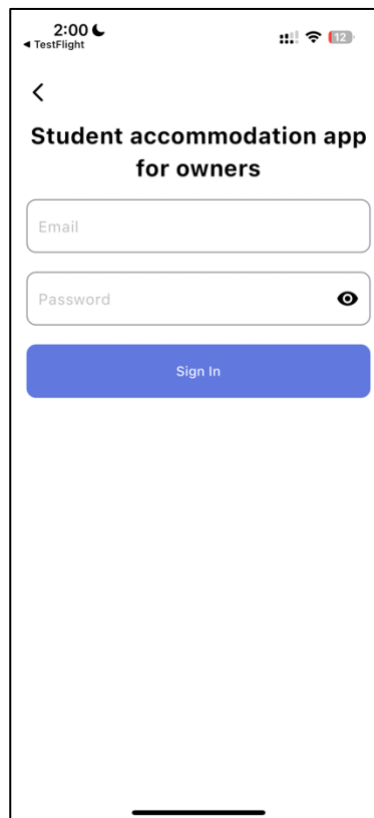 2:00
◀ TestFlight
12
Student accommodation app
for owners
Email
Password
Sign In